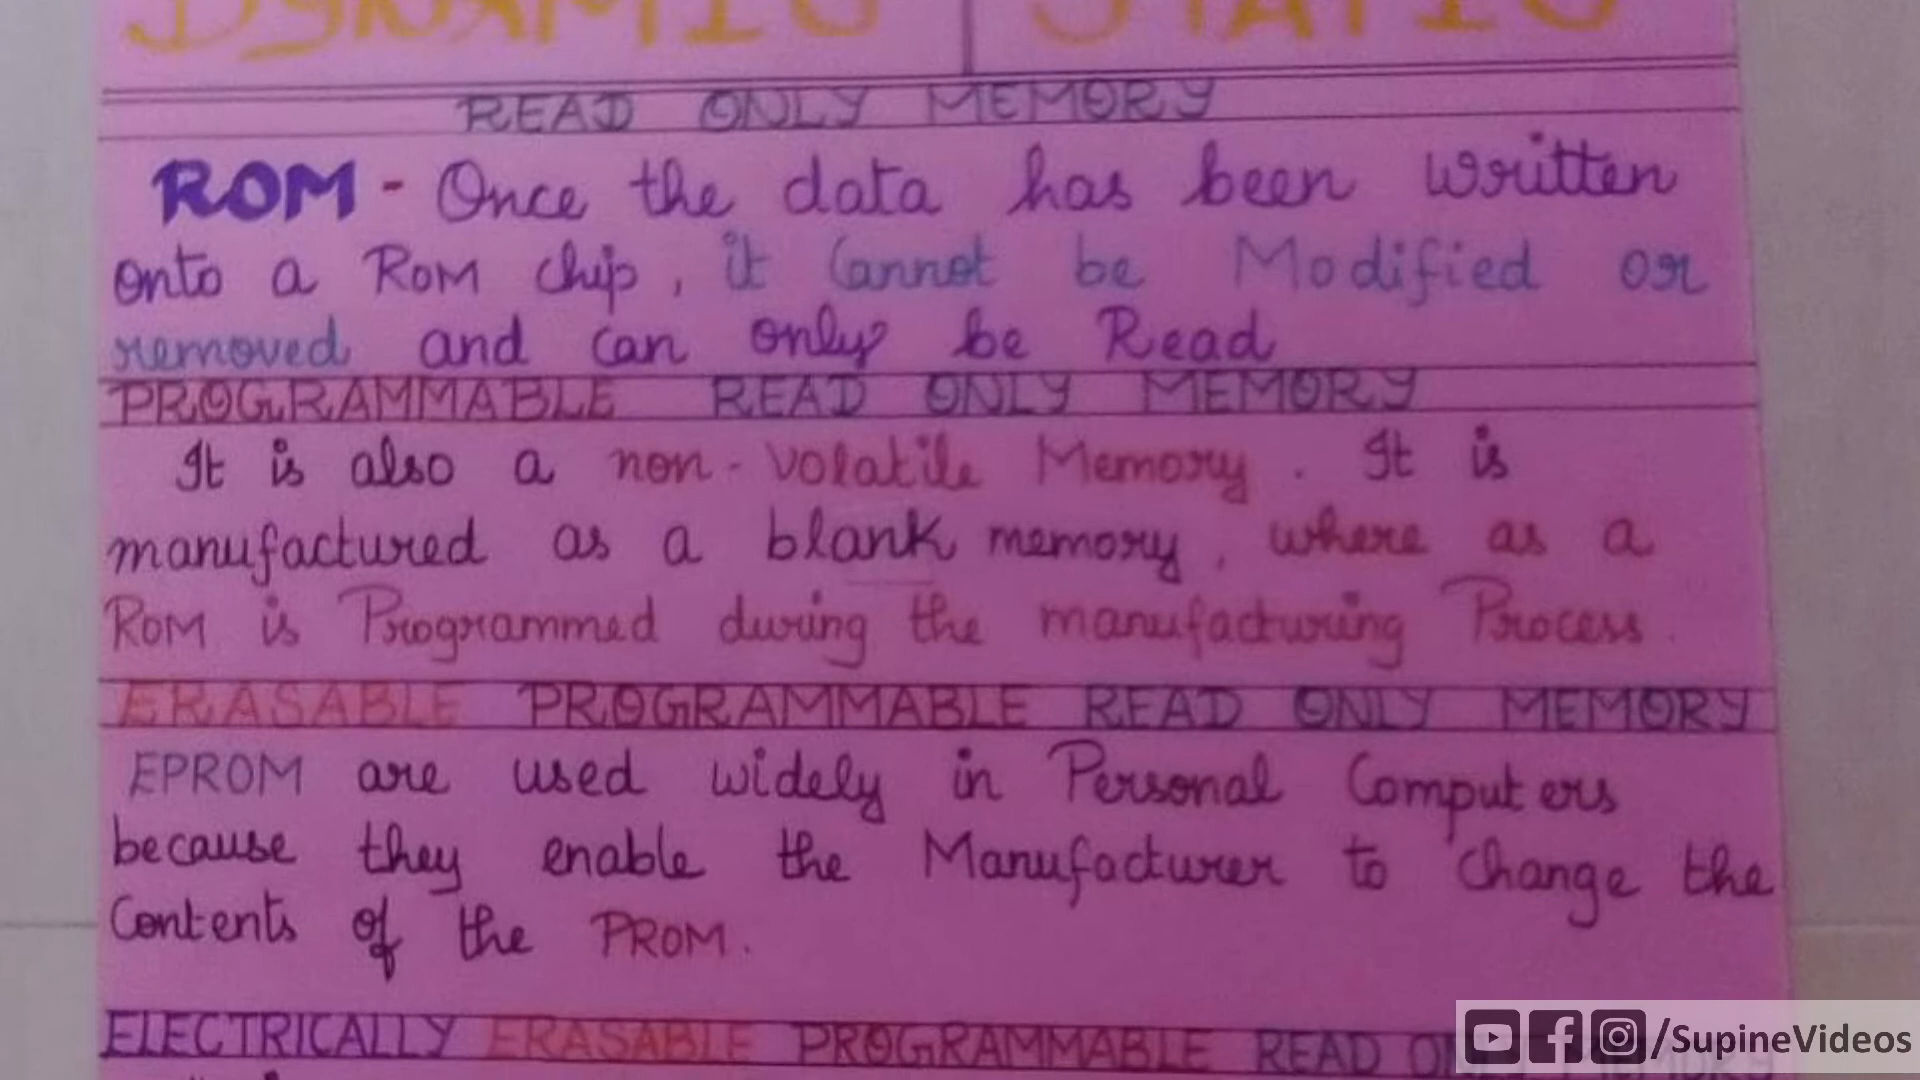 DYNAMIC STATIC
READ ONLY MEMORY
ROM - Once the data has been written
onto a ROM chip, it Cannot be Modified or
removed and can only be Read
PROGRAMMABLE READ ONLY MEMORY
It is also a non-volatile Memory. It is
manufactured as a blank memory, where as a
ROM is Programmed during the manufacturing Process.
ERASABLE PROGRAMMABLE READ ONLY MEMORY
EPROM are used widely in Personal Computers
because they enable the Manufacturer to change the
Contents of the PROM.
ELECTRICALLY ERASABLE PROGRAMMABLE READ ONLY MEMORY
/SupineVideos